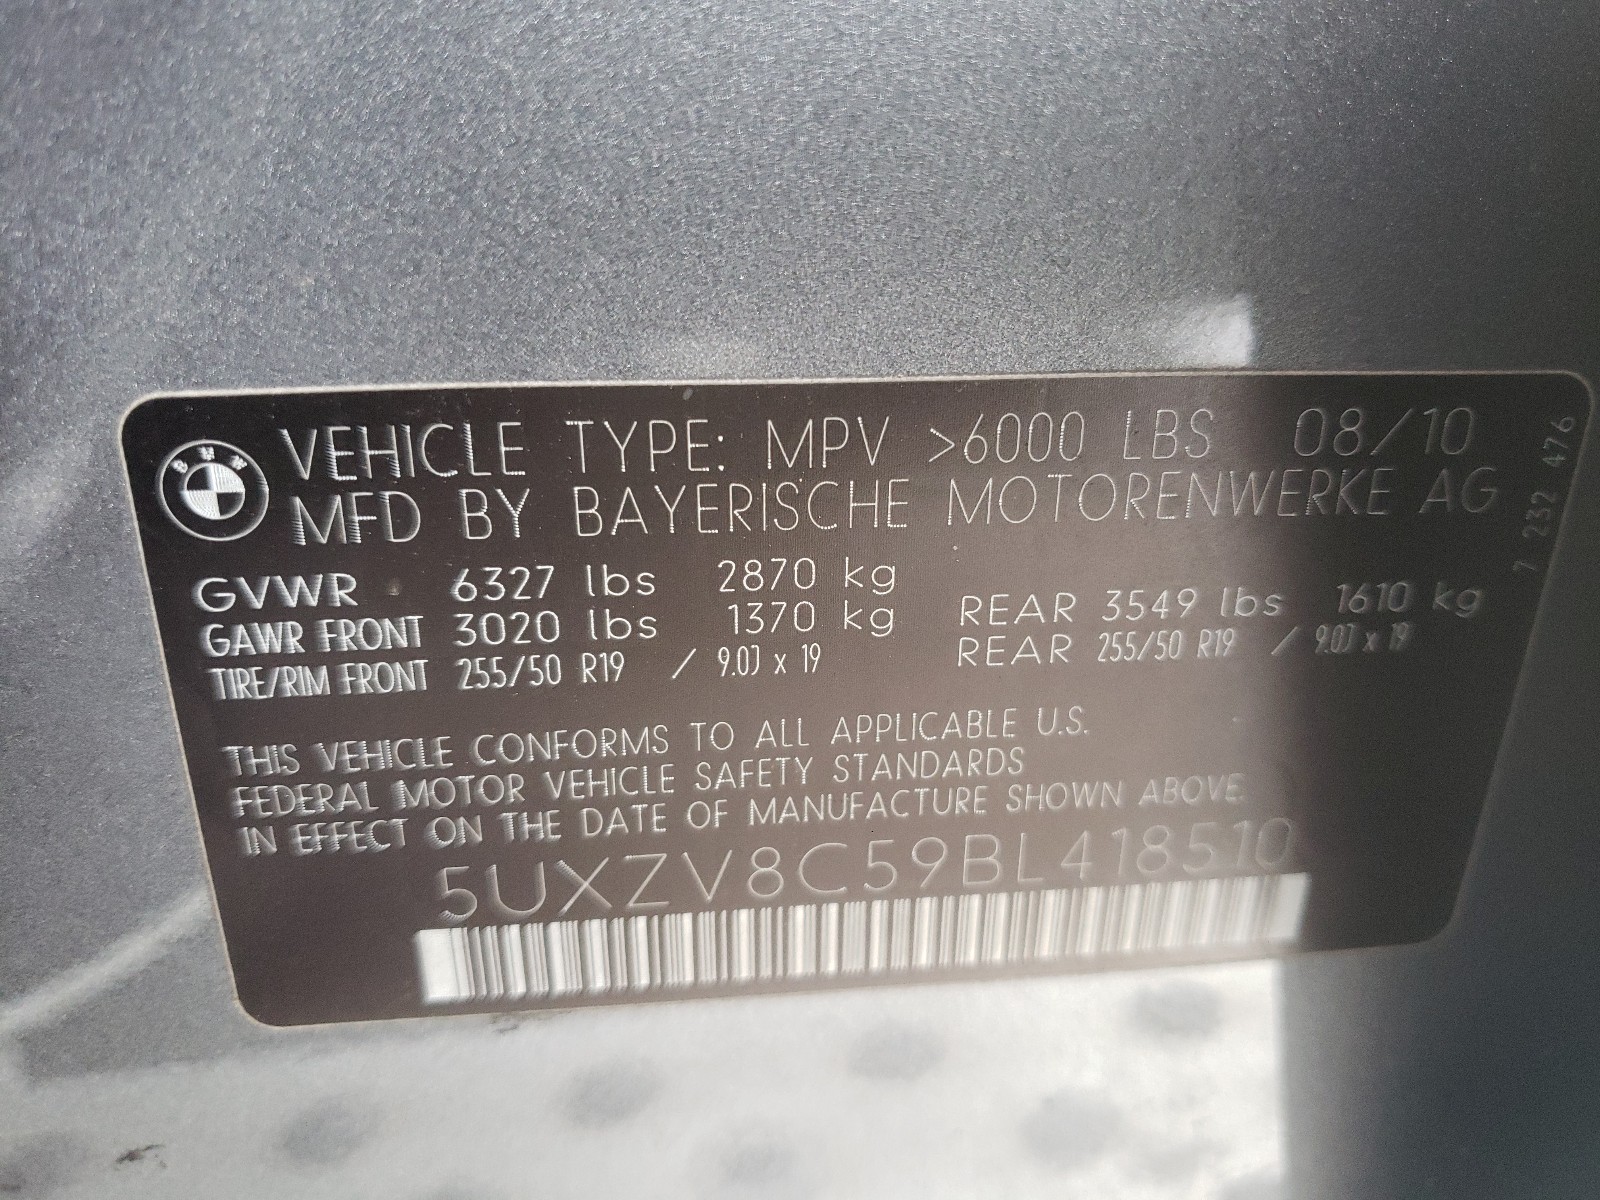 BMW
VEHICLE TYPE: MPV >6000 LBS 08/10
MFD BY BAYERISCHE MOTORENWERKE AG
GVWR 6327 lbs 2870 kg
GAWR FRONT 3020 lbs 1370 kg REAR 3549 lbs 1610 kg
TIRE/RIM FRONT 255/50 R19 / 9.0J x 19 REAR 255/50 R19 / 9.0J x 19
THIS VEHICLE CONFORMS TO ALL APPLICABLE U.S.
FEDERAL MOTOR VEHICLE SAFETY STANDARDS
IN EFFECT ON THE DATE OF MANUFACTURE SHOWN ABOVE.
5UXZV8C59BL418510
7 232 476